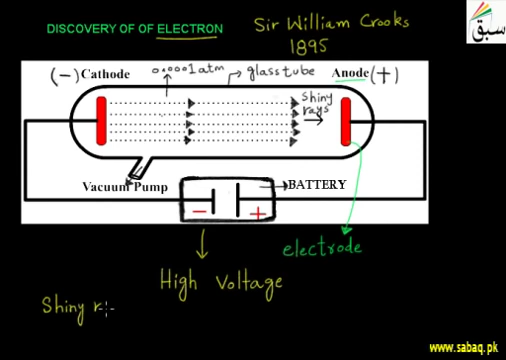 DISCOVERY OF OF ELECTRON
Sir William Crooks
1895
سبق
(-) Cathode
0.0001 atm
glass tube
Anode (+)
shiny
rays
Vacuum Pump
BATTERY
- +
electrode
High Voltage
Shiny r
www.sabaq.pk